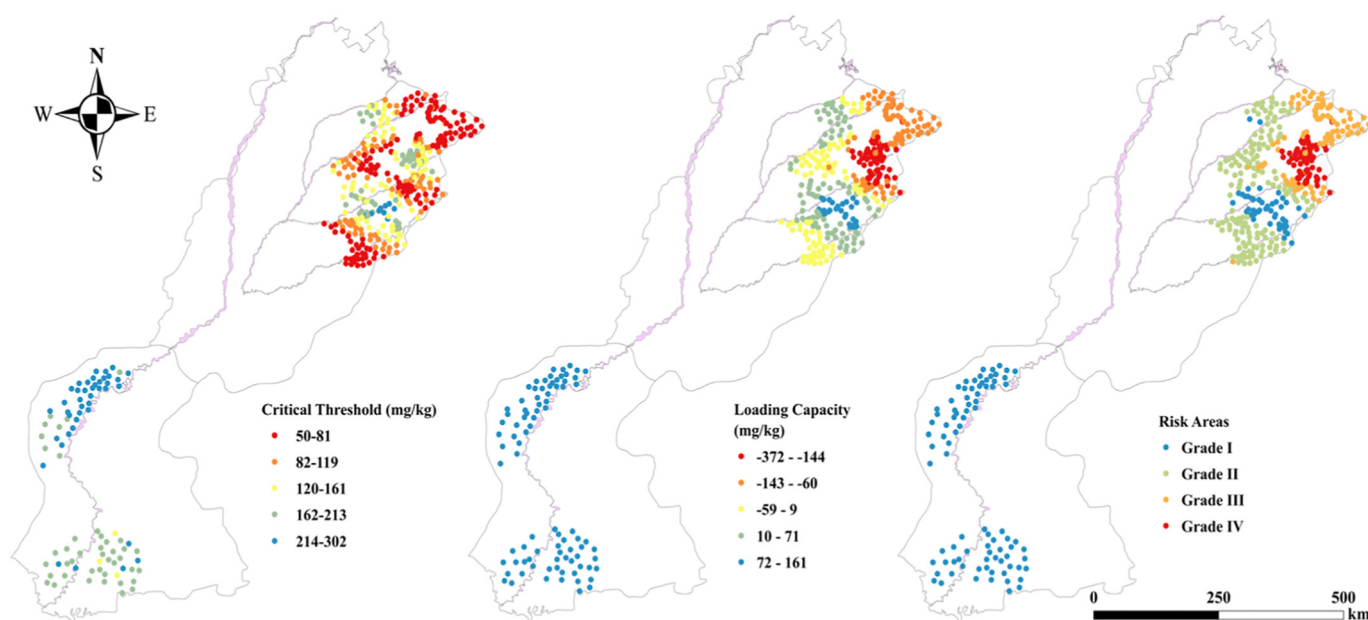 N
W
E
S
Critical Threshold (mg/kg)
50-81
82-119
120-161
162-213
214-302
Loading Capacity
(mg/kg)
-372 - -144
-143 - -60
-59 - 9
10 - 71
72 - 161
Risk Areas
Grade I
Grade II
Grade III
Grade IV
0
250
500
km